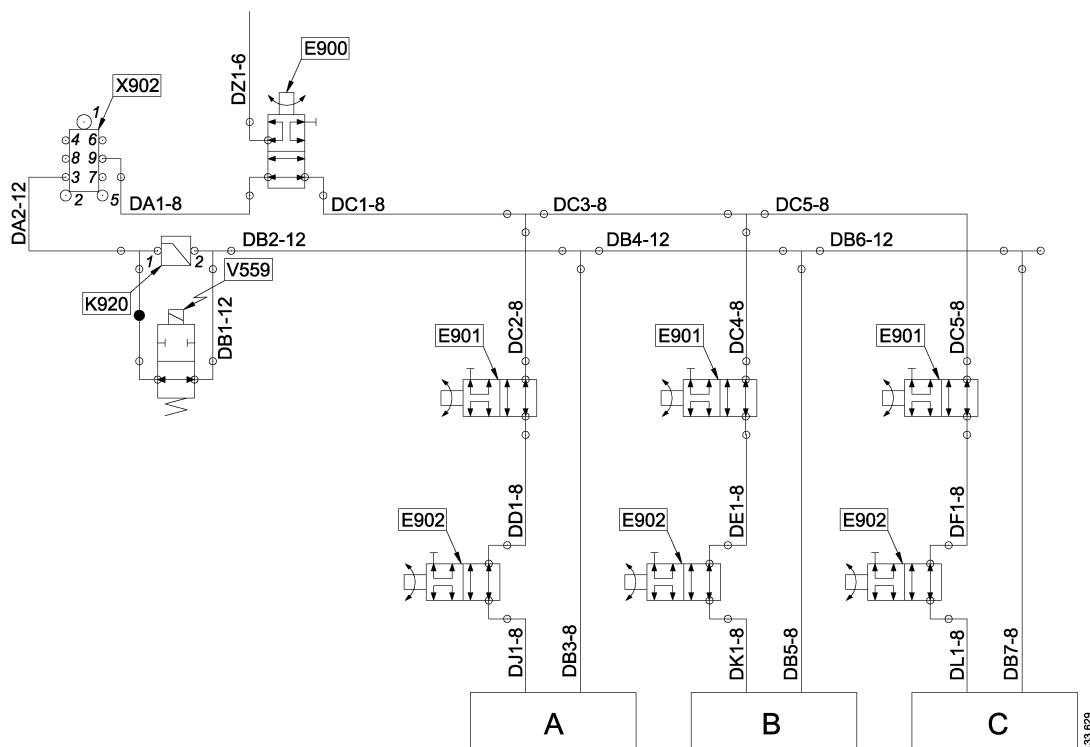 E900
DZ1-6
X902
1
4 6
8 9
3 7
2 5
DA2-12
DA1-8
DC1-8
DC3-8
DC5-8
DB2-12
DB4-12
DB6-12
1 2
V559
K920
DB1-12
DC2-8
DC4-8
DC5-8
E901
E901
E901
DD1-8
DE1-8
DF1-8
E902
E902
E902
DJ1-8
DB3-8
DK1-8
DB5-8
DL1-8
DB7-8
A
B
C
33.629